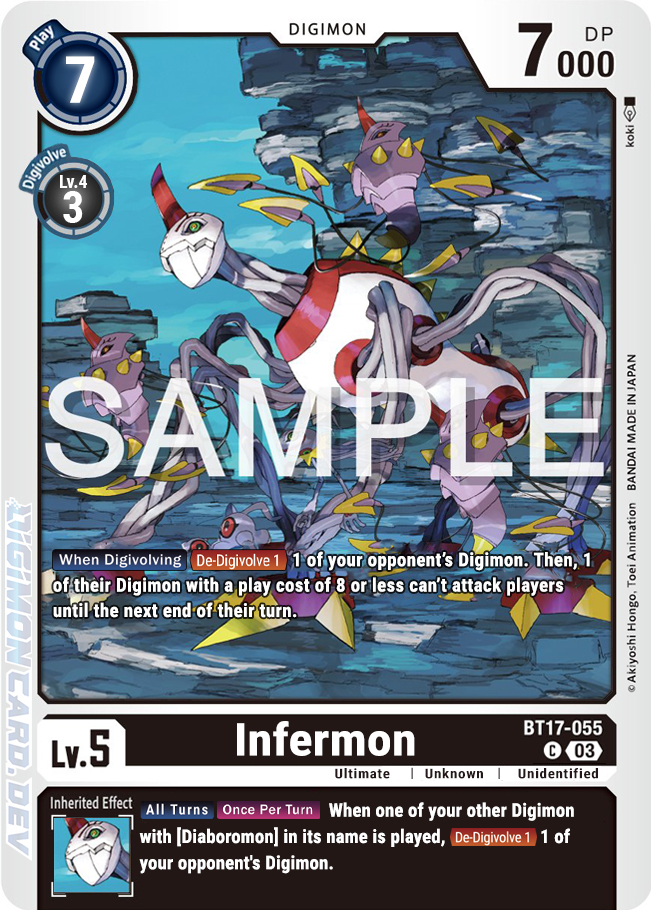 DIGIMON
Play
7
7000
DP
Digivolve
Lv.4
3
koki
SAMPLE
When Digivolving De-Digivolve 1 1 of your opponent's Digimon. Then, 1
of their Digimon with a play cost of 8 or less can't attack players
until the next end of their turn.
© Akiyoshi Hongo, Toei Animation BANDAI MADE IN JAPAN
DIGIMONCARD.DEV
Lv.5
Infermon
BT17-055
C 03
Ultimate | Unknown | Unidentified
Inherited Effect
All Turns Once Per Turn When one of your other Digimon
with [Diaboromon] in its name is played, De-Digivolve 1 1 of
your opponent's Digimon.